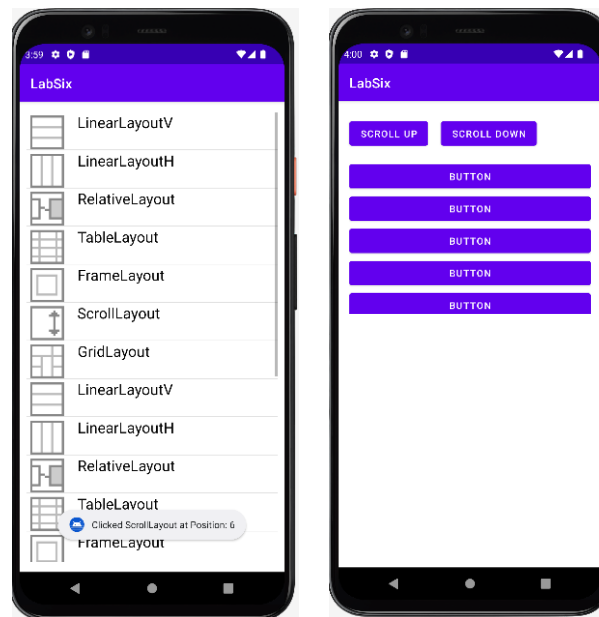 3:59
LabSix
LinearLayoutV
LinearLayoutH
RelativeLayout
TableLayout
FrameLayout
ScrollLayout
GridLayout
LinearLayoutV
LinearLayoutH
RelativeLayout
TableLayout
Clicked ScrollLayout at Position: 6
FrameLayout
4:00
LabSix
SCROLL UP SCROLL DOWN
BUTTON
BUTTON
BUTTON
BUTTON
BUTTON